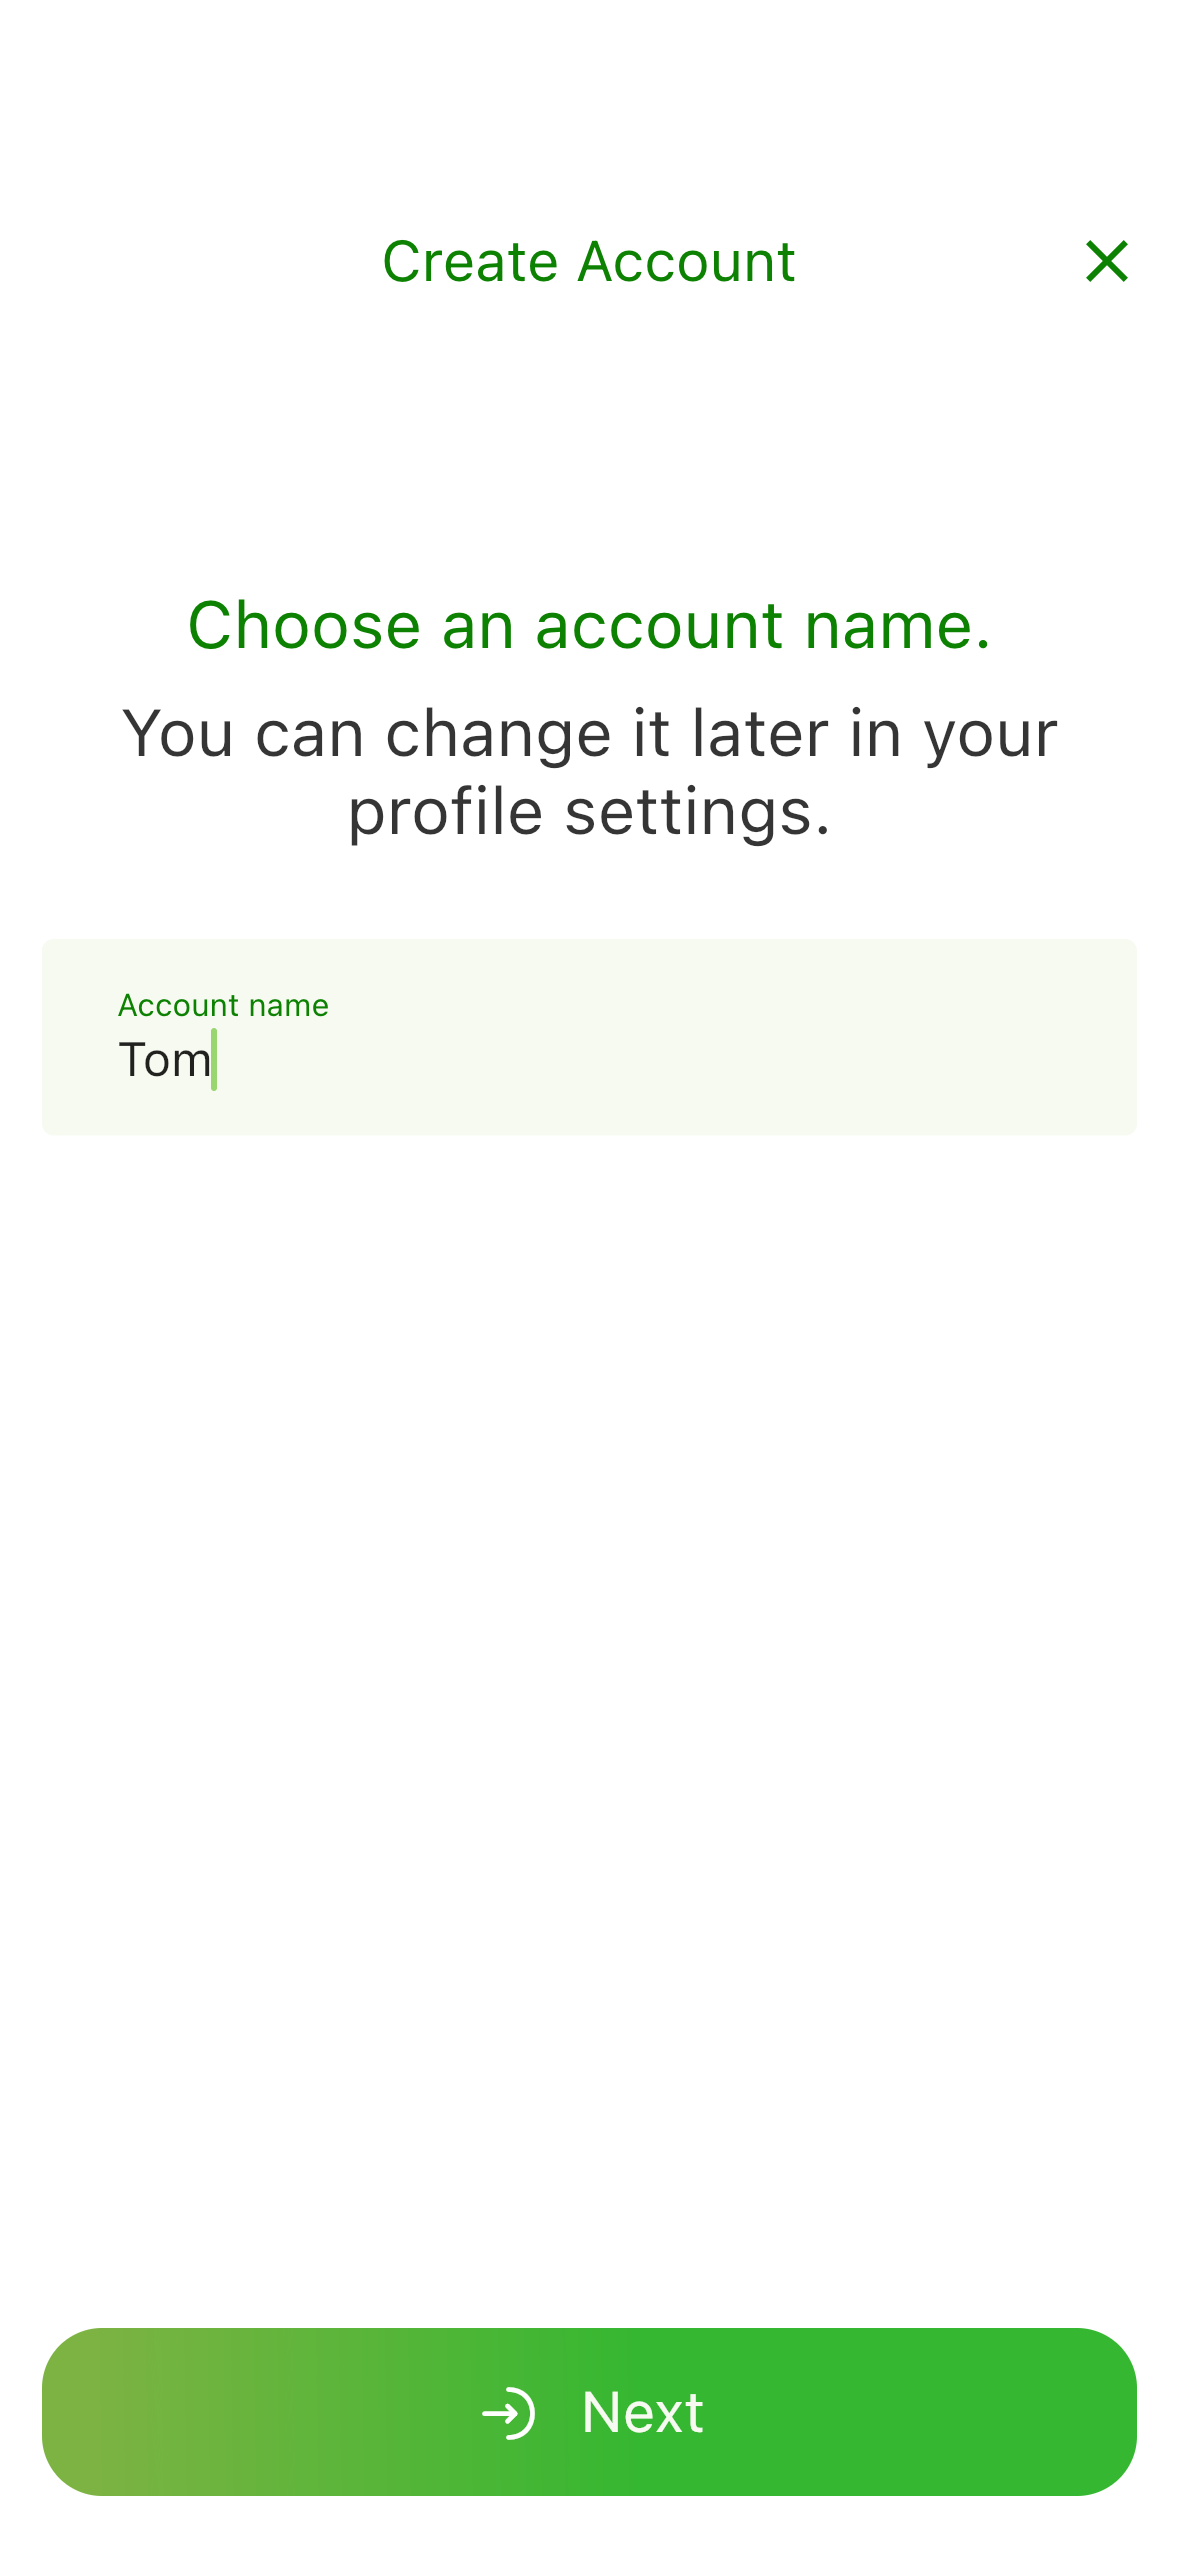 Create Account
Choose an account name.
You can change it later in your
profile settings.
Account name
Tom
Next